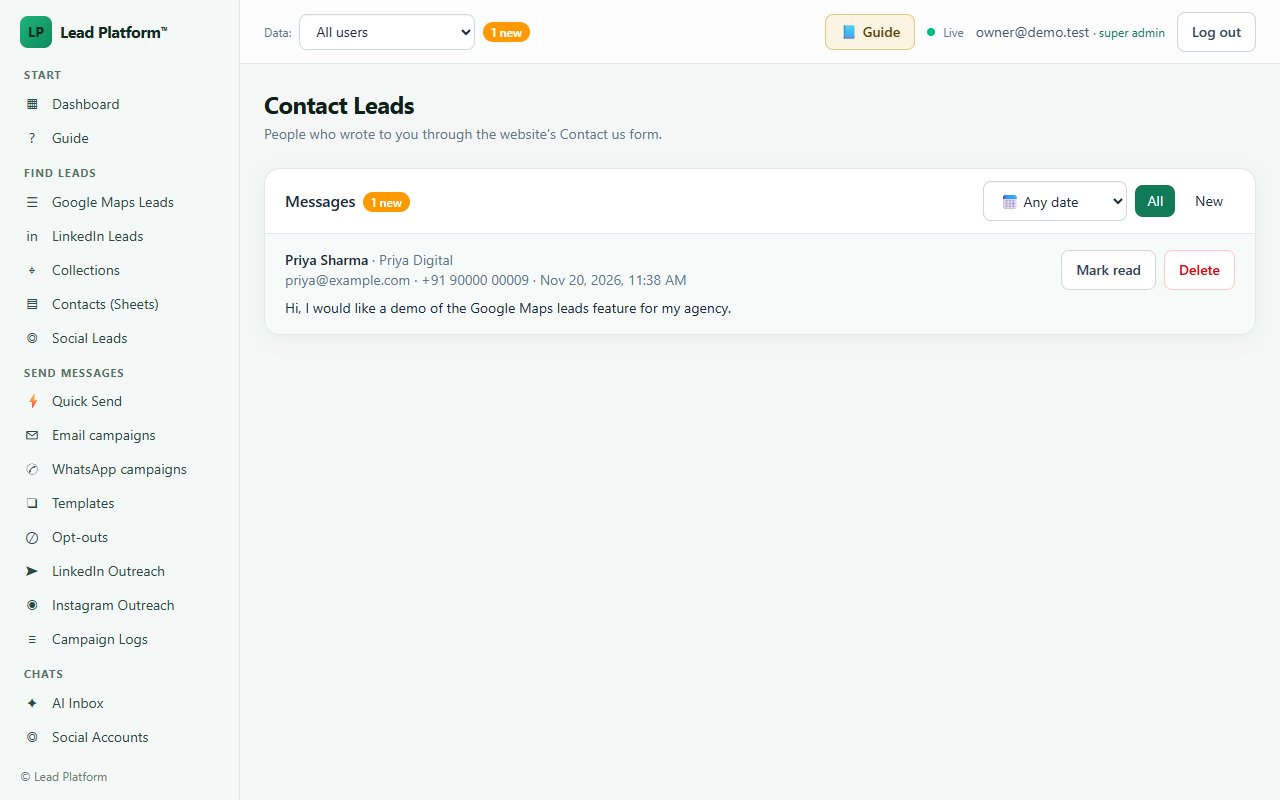 LP Lead Platform™
START
Dashboard
? Guide
FIND LEADS
Google Maps Leads
in LinkedIn Leads
Collections
Contacts (Sheets)
Social Leads
SEND MESSAGES
Quick Send
Email campaigns
WhatsApp campaigns
Templates
Opt-outs
LinkedIn Outreach
Instagram Outreach
Campaign Logs
CHATS
AI Inbox
Social Accounts
© Lead Platform
Data: All users 1 new Guide Live owner@demo.test · super admin Log out
Contact Leads
People who wrote to you through the website's Contact us form.
Messages 1 new Any date All New
Priya Sharma · Priya Digital
priya@example.com · +91 90000 00009 · Nov 20, 2026, 11:38 AM
Mark read Delete
Hi, I would like a demo of the Google Maps leads feature for my agency.